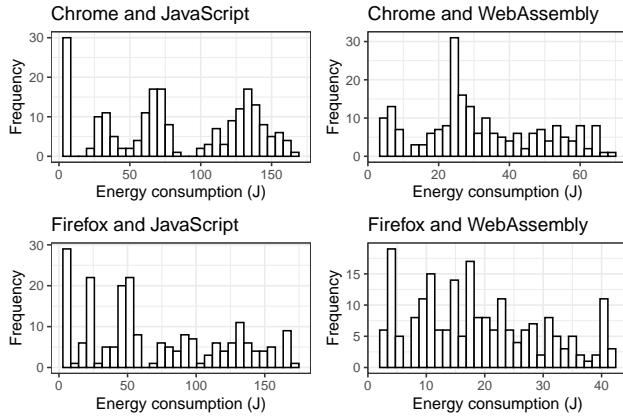 Chrome and JavaScript
Frequency
30
20
10
0
0 50 100 150
Energy consumption (J)
Chrome and WebAssembly
Frequency
30
20
10
0
0 20 40 60
Energy consumption (J)
Firefox and JavaScript
Frequency
30
20
10
0
0 50 100 150
Energy consumption (J)
Firefox and WebAssembly
Frequency
15
10
5
0
0 10 20 30 40
Energy consumption (J)